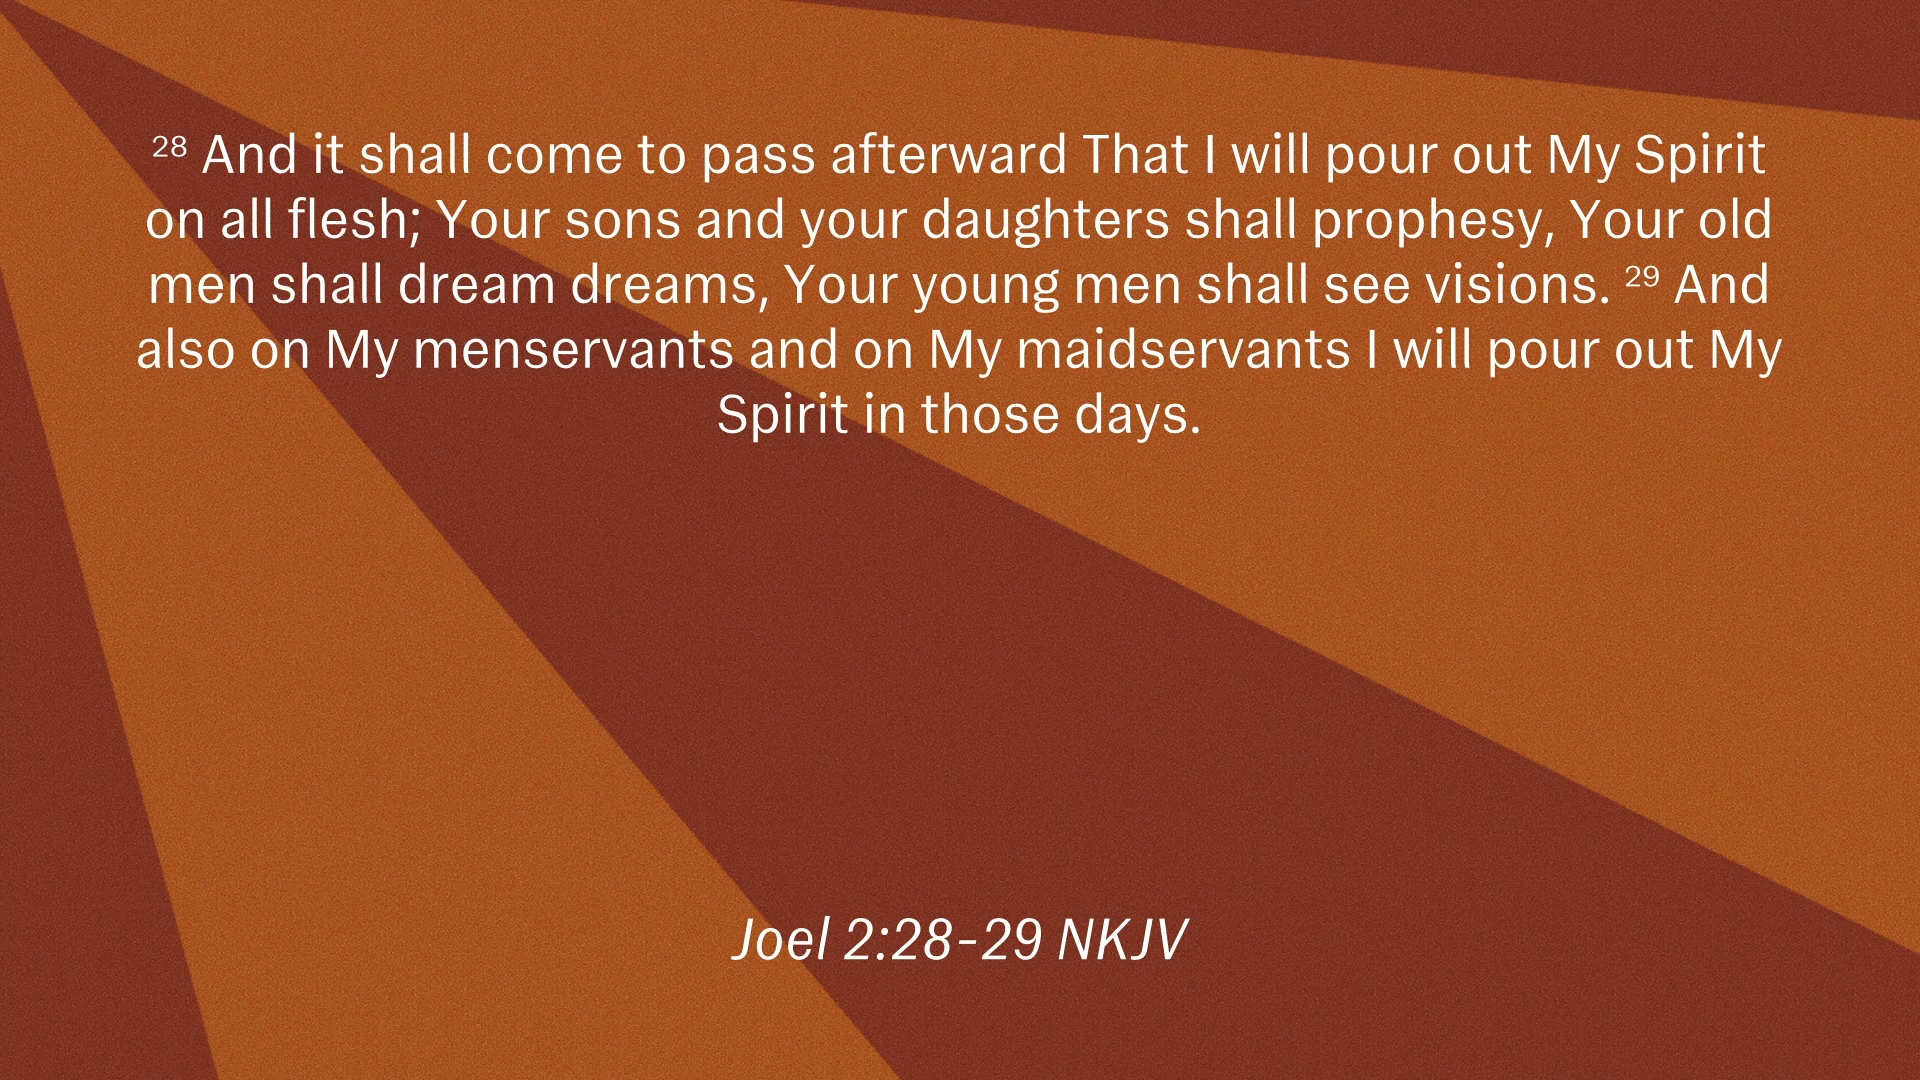 28 And it shall come to pass afterward That I will pour out My Spirit
on all flesh; Your sons and your daughters shall prophesy, Your old
men shall dream dreams, Your young men shall see visions. 29 And
also on My menservants and on My maidservants I will pour out My
Spirit in those days.
Joel 2:28-29 NKJV